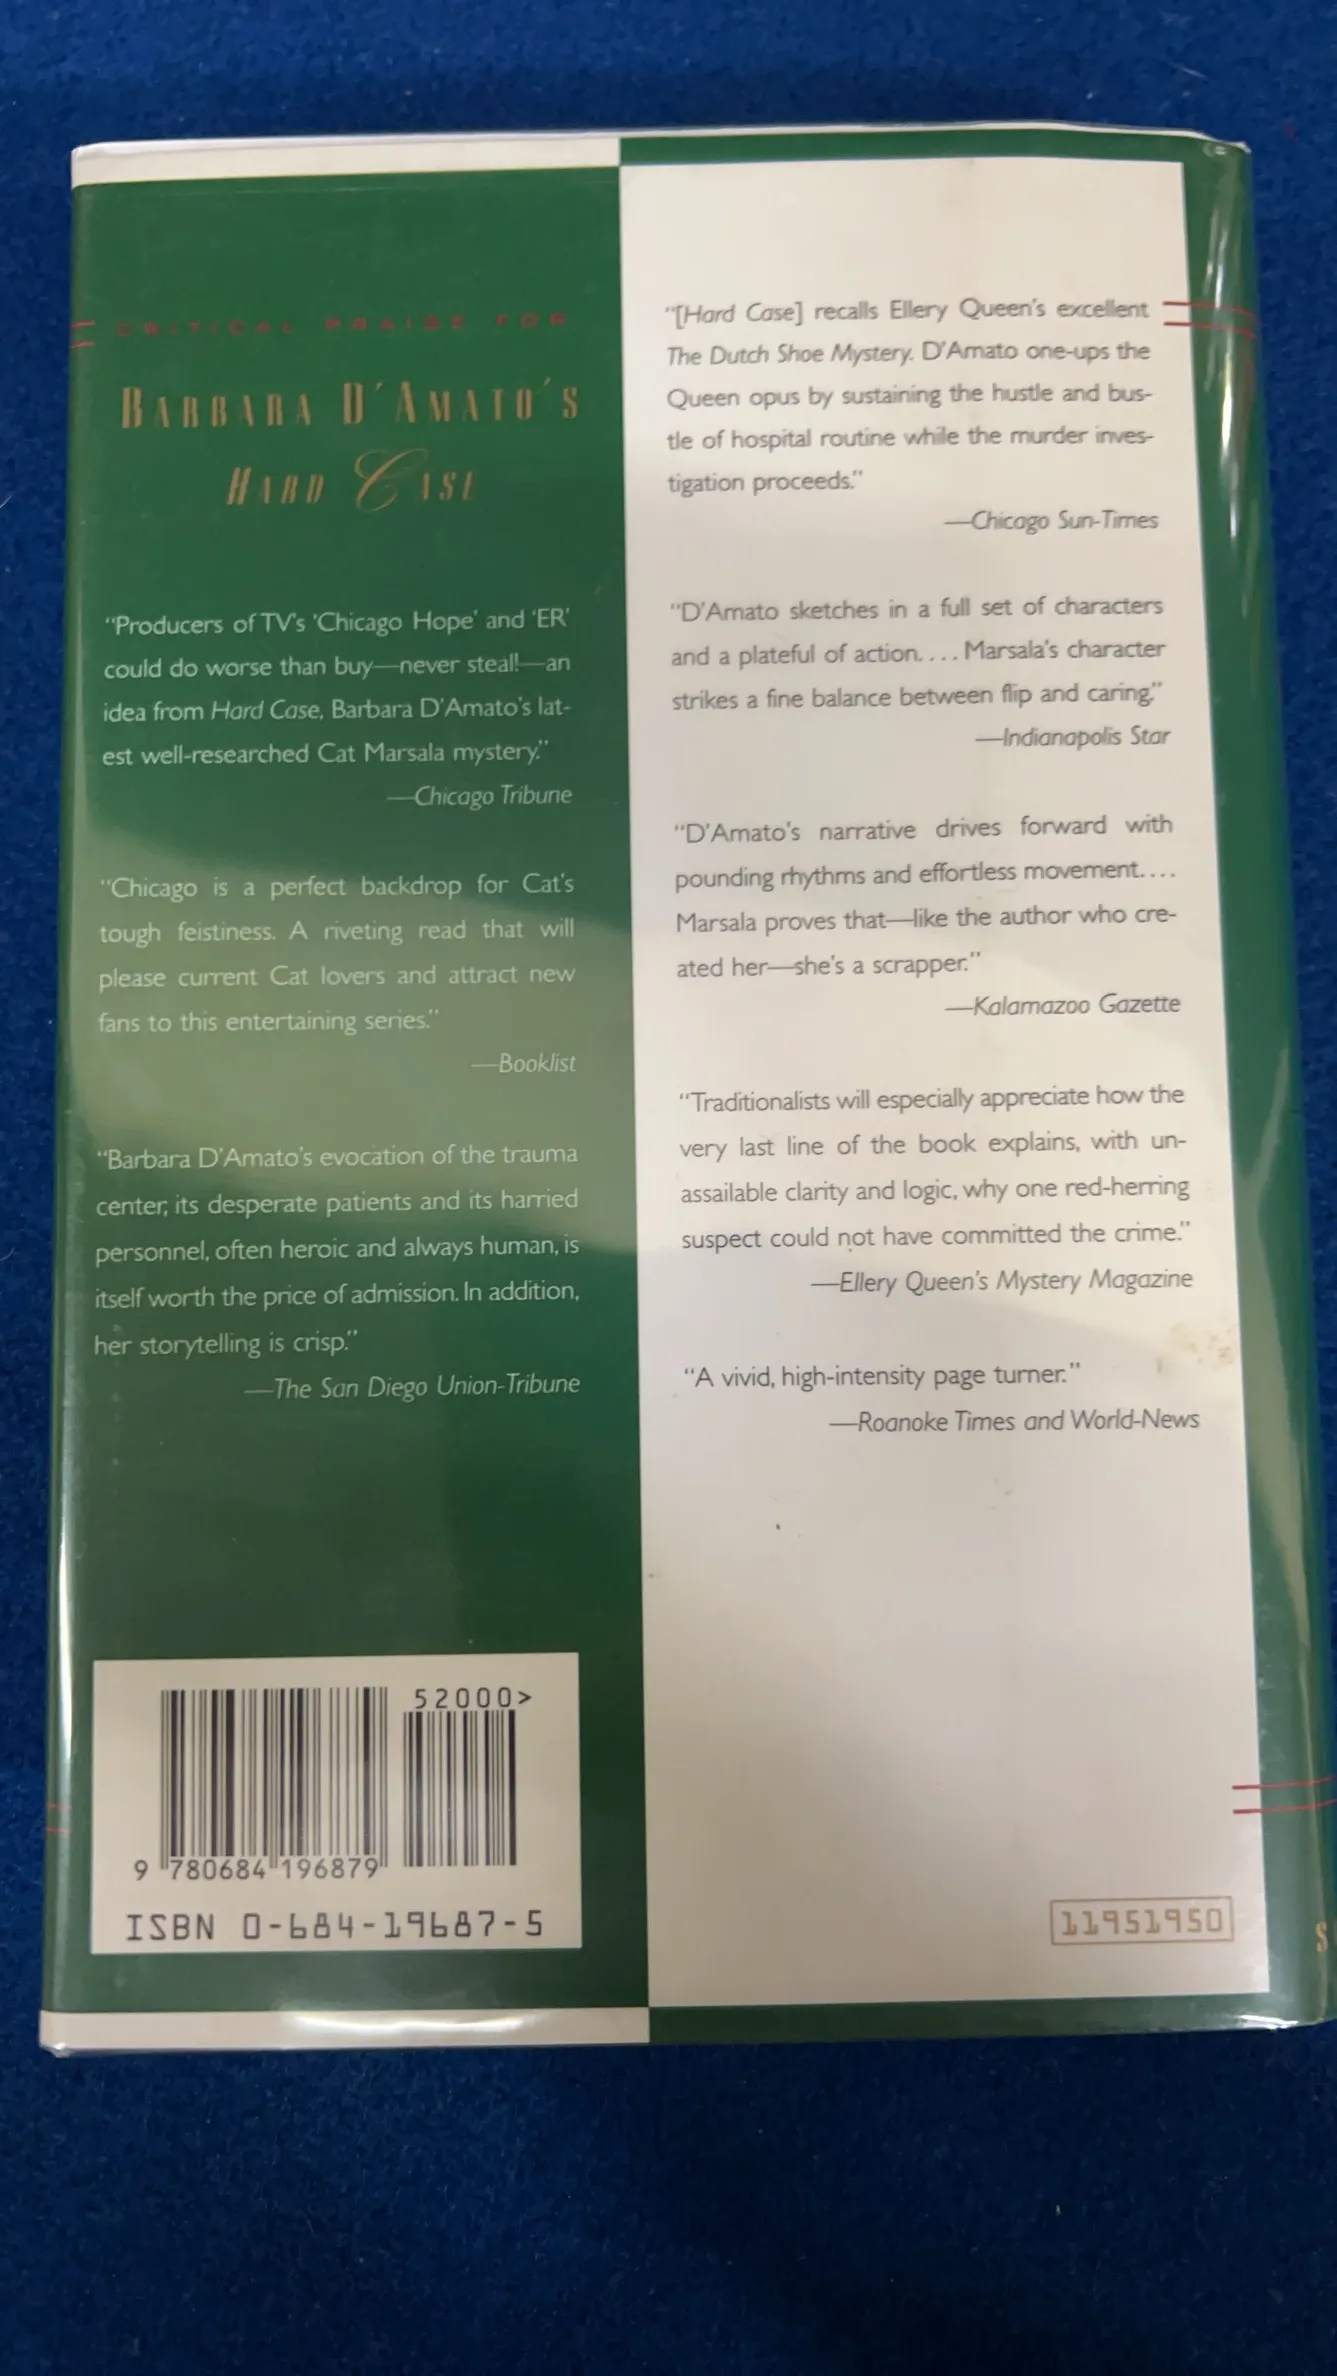 CRITICAL PRAISE FOR
BARBARA D'AMATO'S
HARD CASE
“Producers of TV's ‘Chicago Hope’ and ‘ER’
could do worse than buy—never steal!—an
idea from Hard Case, Barbara D'Amato's lat-
est well-researched Cat Marsala mystery.”
—Chicago Tribune
“Chicago is a perfect backdrop for Cat's
tough feistiness. A riveting read that will
please current Cat lovers and attract new
fans to this entertaining series.”
—Booklist
“Barbara D'Amato's evocation of the trauma
center, its desperate patients and its harried
personnel, often heroic and always human, is
itself worth the price of admission. In addition,
her storytelling is crisp.”
—The San Diego Union-Tribune
52000>
9 780684 196879
ISBN 0-684-19687-5
“[Hard Case] recalls Ellery Queen's excellent
The Dutch Shoe Mystery. D'Amato one-ups the
Queen opus by sustaining the hustle and bus-
tle of hospital routine while the murder inves-
tigation proceeds.”
—Chicago Sun-Times
“D'Amato sketches in a full set of characters
and a plateful of action. . . . Marsala's character
strikes a fine balance between flip and caring.”
—Indianapolis Star
“D'Amato's narrative drives forward with
pounding rhythms and effortless movement. . . .
Marsala proves that—like the author who cre-
ated her—she's a scrapper.”
—Kalamazoo Gazette
“Traditionalists will especially appreciate how the
very last line of the book explains, with un-
assailable clarity and logic, why one red-herring
suspect could not have committed the crime.”
—Ellery Queen's Mystery Magazine
“A vivid, high-intensity page turner.”
—Roanoke Times and World-News
11951950
S